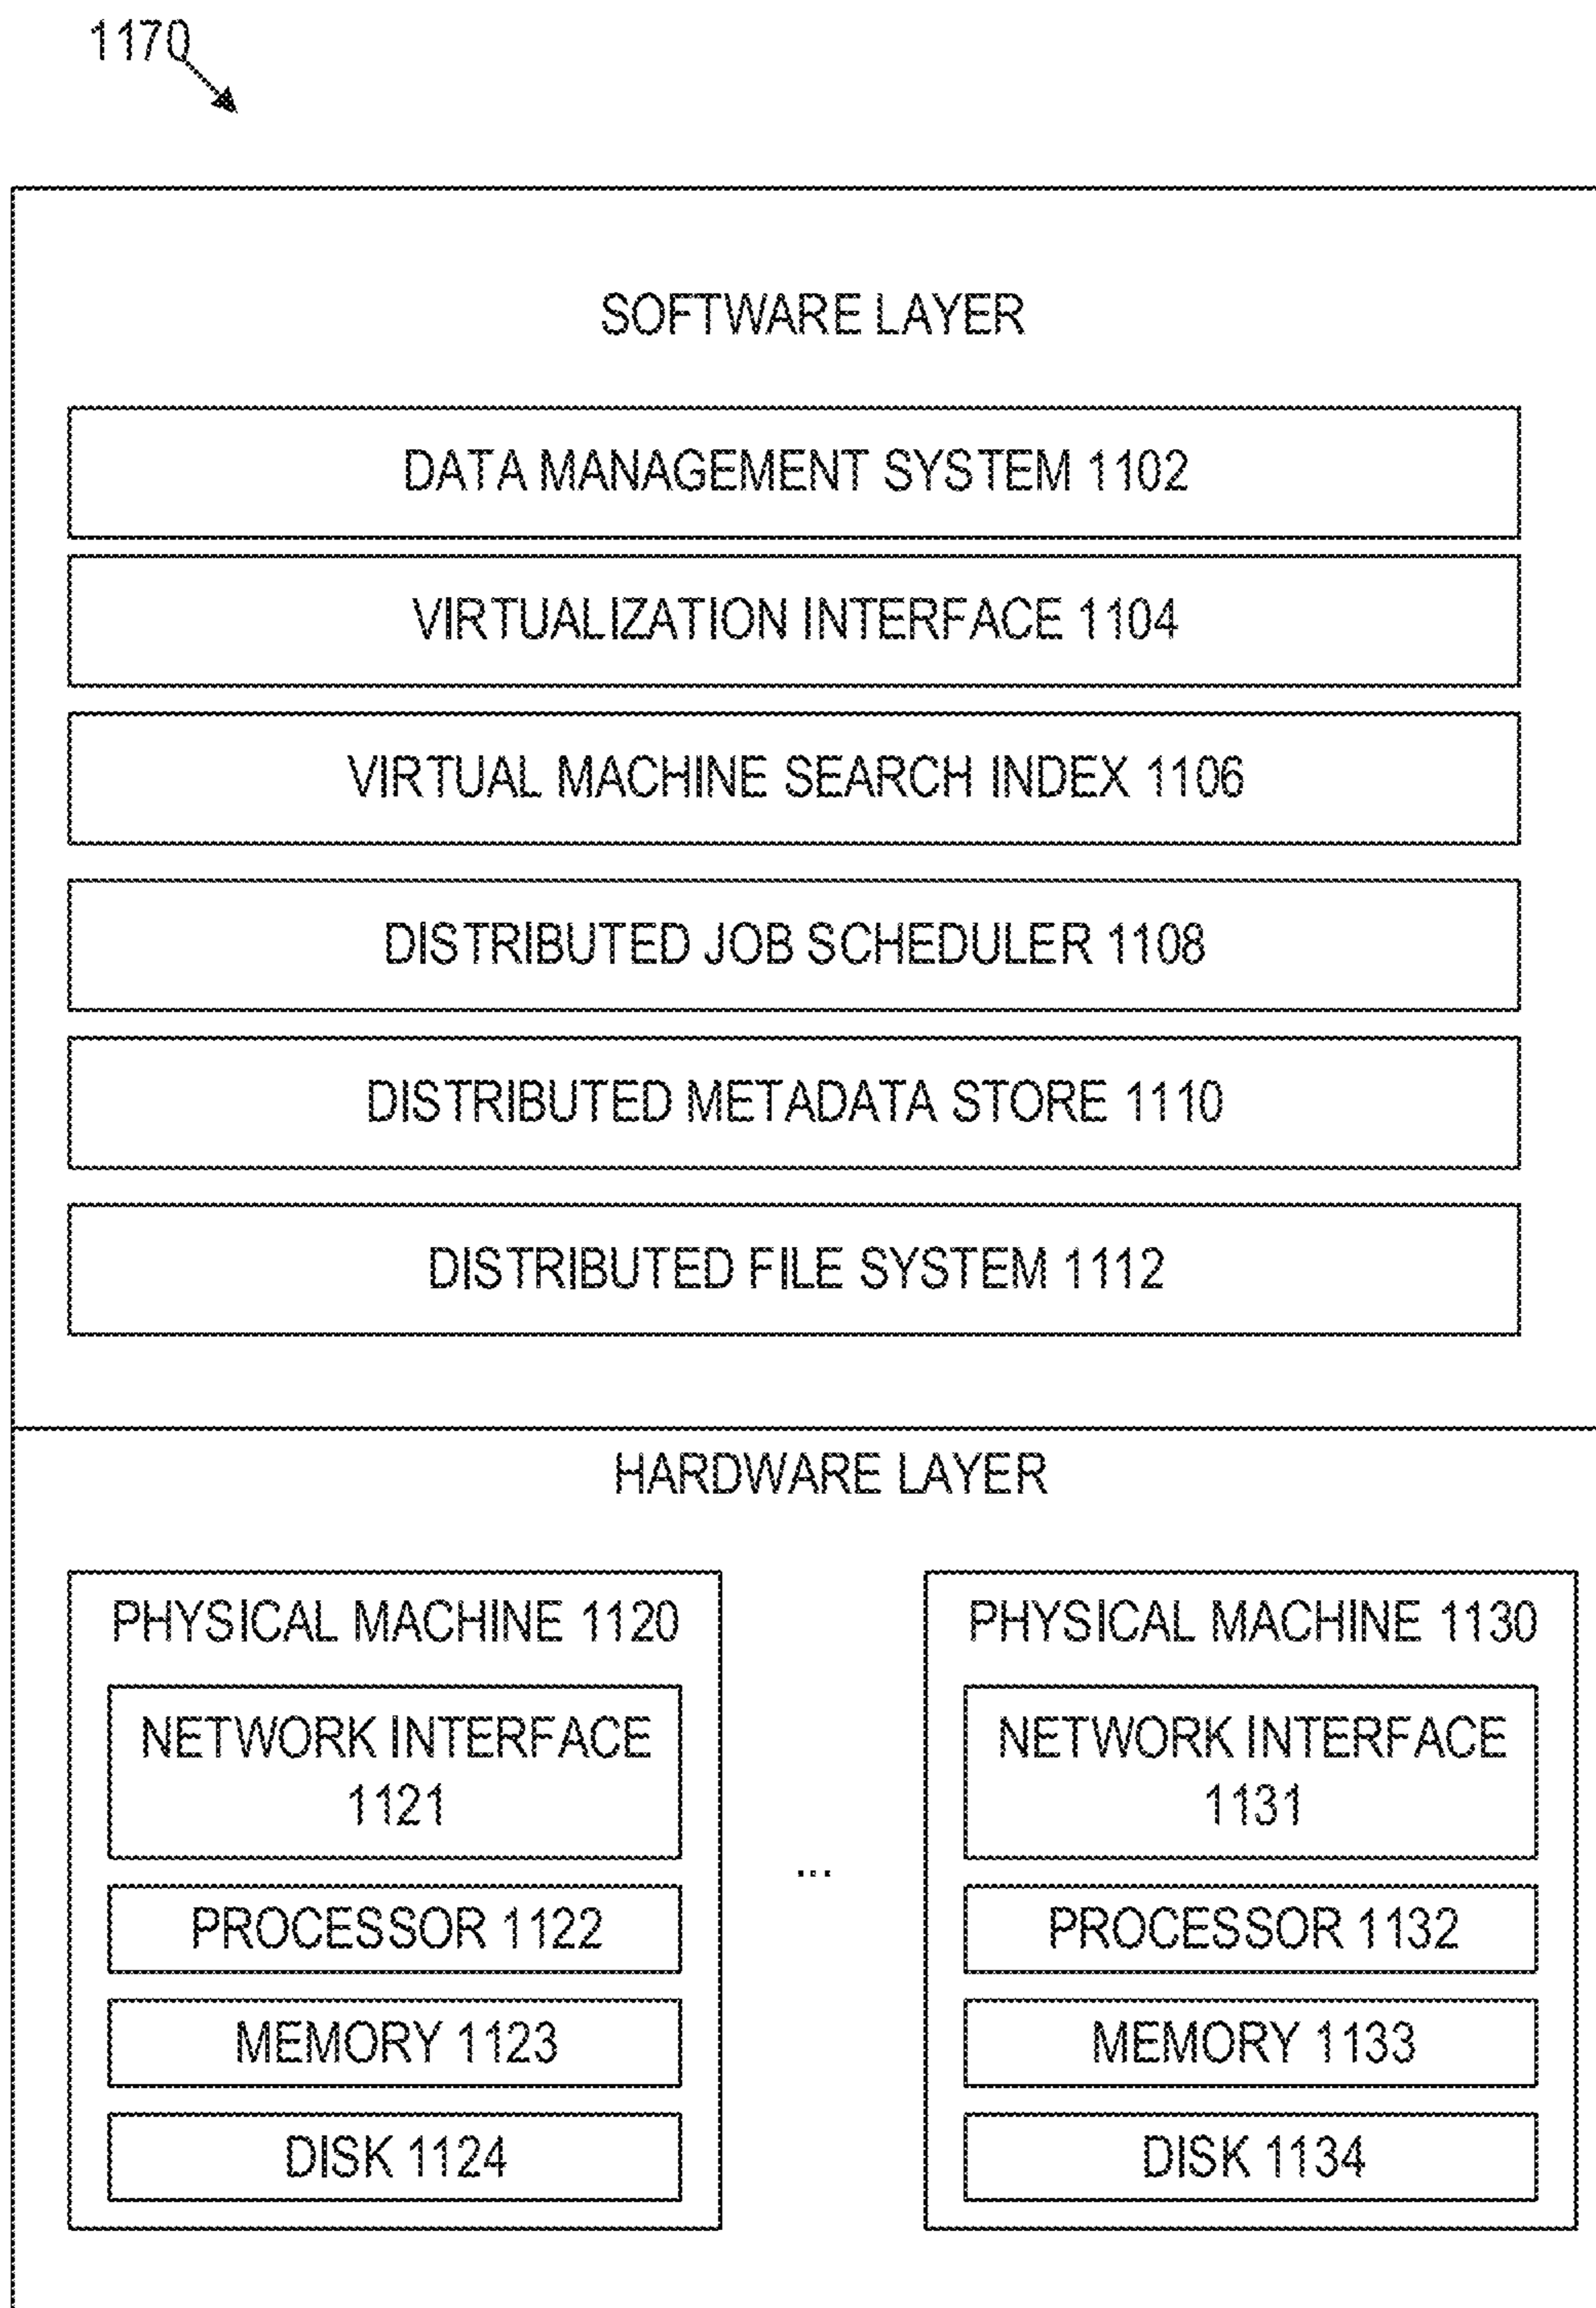 1170
SOFTWARE LAYER
DATA MANAGEMENT SYSTEM 1102
VIRTUALIZATION INTERFACE 1104
VIRTUAL MACHINE SEARCH INDEX 1106
DISTRIBUTED JOB SCHEDULER 1108
DISTRIBUTED METADATA STORE 1110
DISTRIBUTED FILE SYSTEM 1112
HARDWARE LAYER
PHYSICAL MACHINE 1120
NETWORK INTERFACE
1121
PROCESSOR 1122
MEMORY 1123
DISK 1124
...
PHYSICAL MACHINE 1130
NETWORK INTERFACE
1131
PROCESSOR 1132
MEMORY 1133
DISK 1134